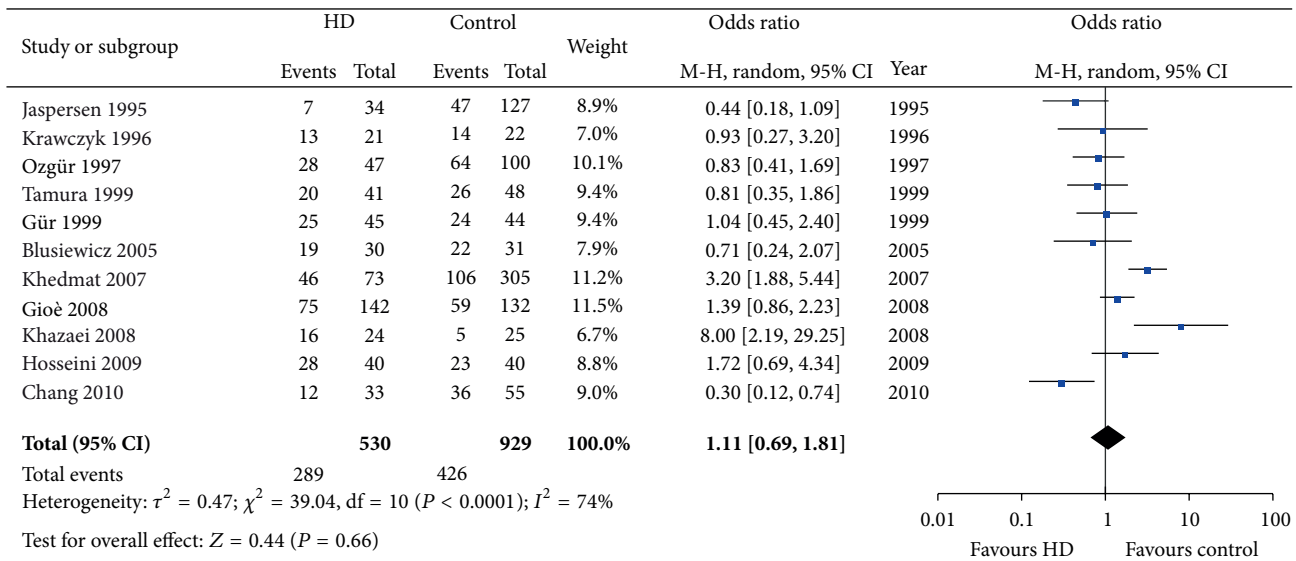 Study or subgroup HD Control Weight Odds ratio Year Odds ratio
Events Total Events Total M-H, random, 95% CI M-H, random, 95% CI
Jaspersen 1995 7 34 47 127 8.9% 0.44 [0.18, 1.09] 1995
Krawczyk 1996 13 21 14 22 7.0% 0.93 [0.27, 3.20] 1996
Ozgür 1997 28 47 64 100 10.1% 0.83 [0.41, 1.69] 1997
Tamura 1999 20 41 26 48 9.4% 0.81 [0.35, 1.86] 1999
Gür 1999 25 45 24 44 9.4% 1.04 [0.45, 2.40] 1999
Blusiewicz 2005 19 30 22 31 7.9% 0.71 [0.24, 2.07] 2005
Khedmat 2007 46 73 106 305 11.2% 3.20 [1.88, 5.44] 2007
Gioè 2008 75 142 59 132 11.5% 1.39 [0.86, 2.23] 2008
Khazaei 2008 16 24 5 25 6.7% 8.00 [2.19, 29.25] 2008
Hosseini 2009 28 40 23 40 8.8% 1.72 [0.69, 4.34] 2009
Chang 2010 12 33 36 55 9.0% 0.30 [0.12, 0.74] 2010
Total (95% CI) 530 929 100.0% 1.11 [0.69, 1.81]
Total events 289 426
Heterogeneity: τ² = 0.47; χ² = 39.04, df = 10 (P < 0.0001); I² = 74%
Test for overall effect: Z = 0.44 (P = 0.66)
0.01 0.1 1 10 100
Favours HD Favours control